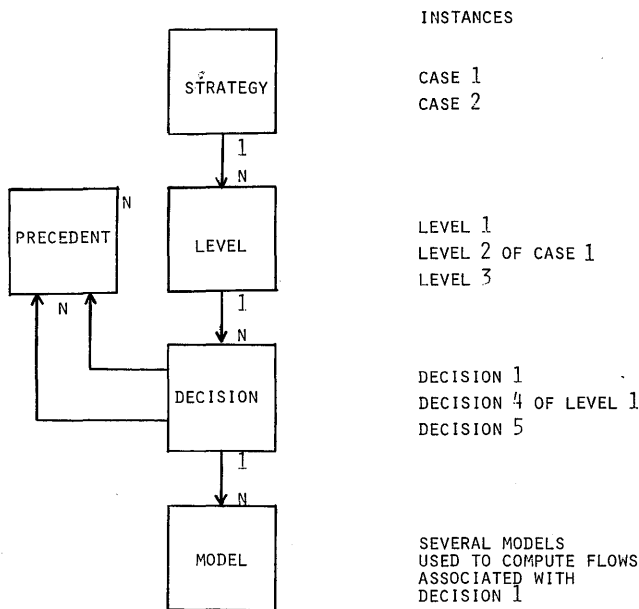 INSTANCES
STRATEGY
CASE 1
CASE 2
1
N
PRECEDENT
N
LEVEL
LEVEL 1
LEVEL 2 OF CASE 1
LEVEL 3
N
1
N
DECISION
DECISION 1
DECISION 4 OF LEVEL 1
DECISION 5
1
N
MODEL
SEVERAL MODELS
USED TO COMPUTE FLOWS
ASSOCIATED WITH
DECISION 1